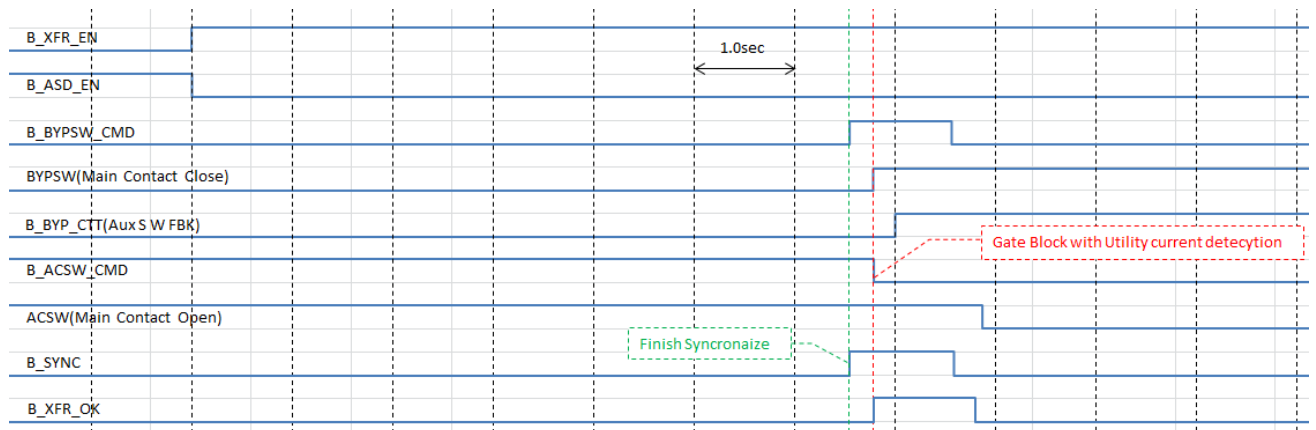 B_XFR_EN
1.0sec
B_ASD_EN
B_BYPSW_CMD
BYPSW(Main Contact Close)
B_BYP_CTT(Aux S W FBK)
Gate Block with Utility current detecytion
B_ACSW_CMD
ACSW(Main Contact Open)
Finish Syncronaize
B_SYNC
B_XFR_OK